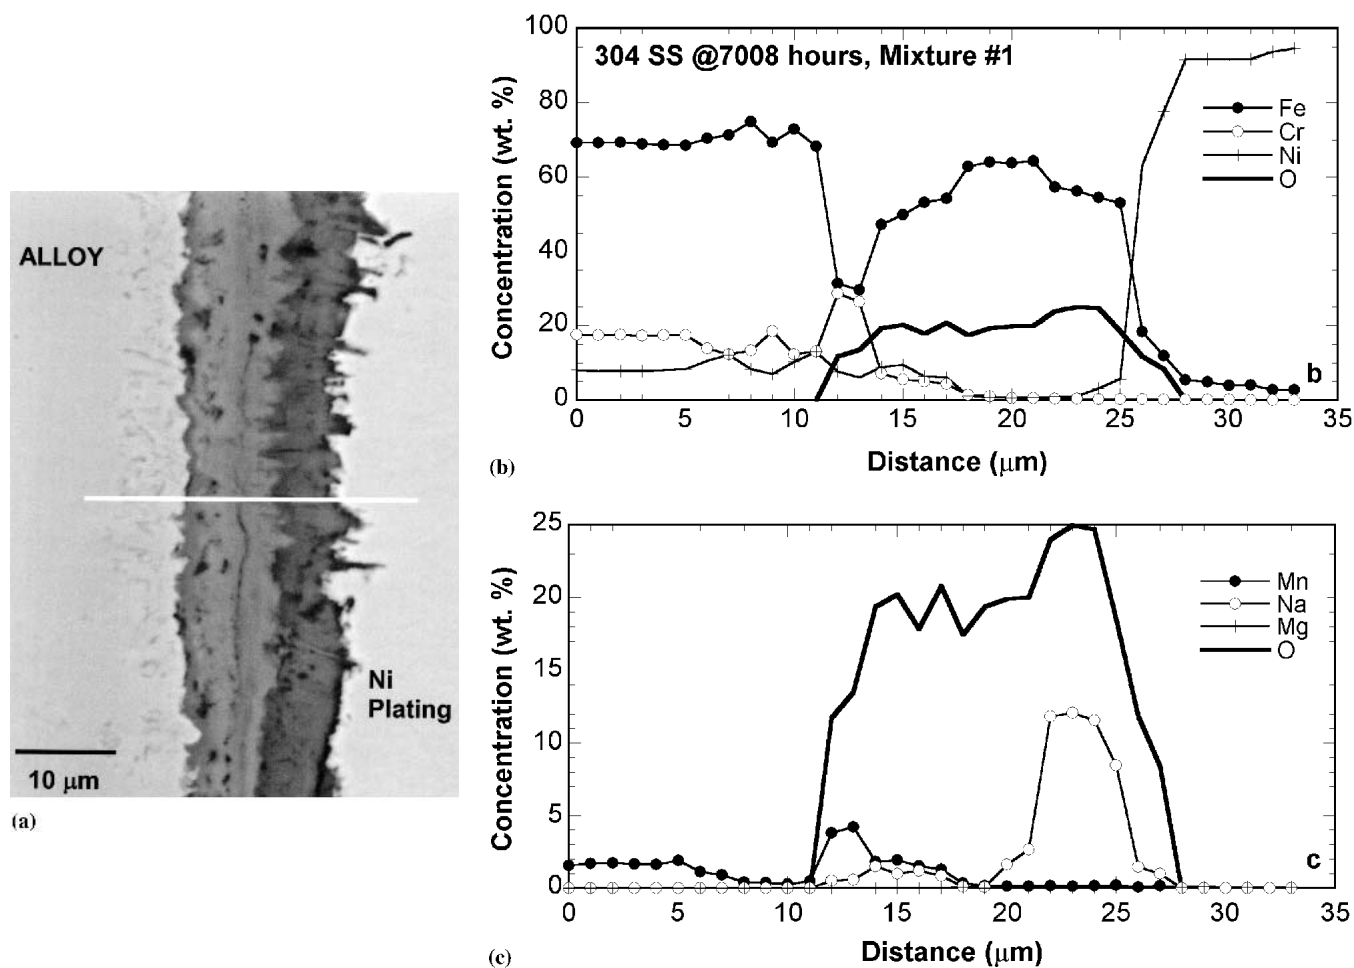 ALLOY
Ni
Plating
10 μm
(a)
304 SS @7008 hours, Mixture #1
Concentration (wt. %)
100
80
60
40
20
0
Fe
Cr
Ni
O
b
0 5 10 15 20 25 30 35
Distance (μm)
(b)
Concentration (wt. %)
25
20
15
10
5
0
Mn
Na
Mg
O
c
0 5 10 15 20 25 30 35
Distance (μm)
(c)